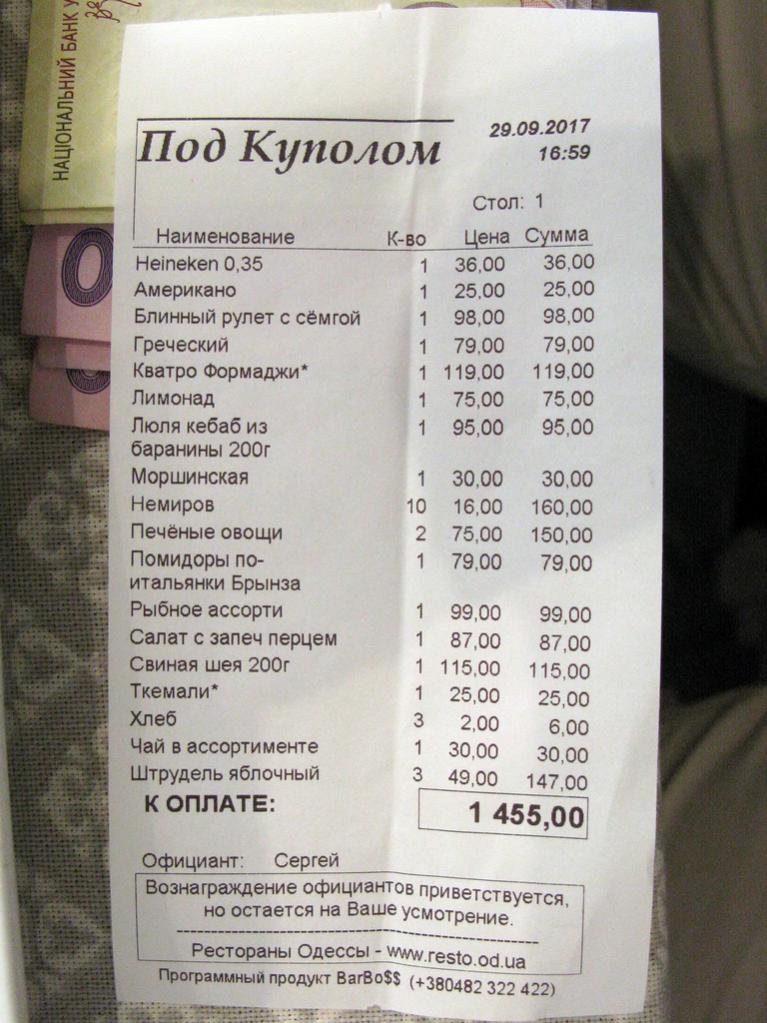 НАЦІОНАЛЬНИЙ БАНК У
Под Куполом
29.09.2017
16:59
Стол: 1
Наименование К-во Цена Сумма
Heineken 0,35 1 36,00 36,00
Американо 1 25,00 25,00
Блинный рулет с сёмгой 1 98,00 98,00
Греческий 1 79,00 79,00
Кватро Формаджи* 1 119,00 119,00
Лимонад 1 75,00 75,00
Люля кебаб из 1 95,00 95,00
баранины 200г
Моршинская 1 30,00 30,00
Немиров 10 16,00 160,00
Печёные овощи 2 75,00 150,00
Помидоры по- 1 79,00 79,00
итальянки Брынза
Рыбное ассорти 1 99,00 99,00
Салат с запеч перцем 1 87,00 87,00
Свиная шея 200г 1 115,00 115,00
Ткемали* 1 25,00 25,00
Хлеб 3 2,00 6,00
Чай в ассортименте 1 30,00 30,00
Штрудель яблочный 3 49,00 147,00
К ОПЛАТЕ: 1 455,00
Официант: Сергей
Вознаграждение официантов приветствуется,
но остается на Ваше усмотрение.
Рестораны Одессы - www.resto.od.ua
Программный продукт BarBo$$ (+380482 322 422)